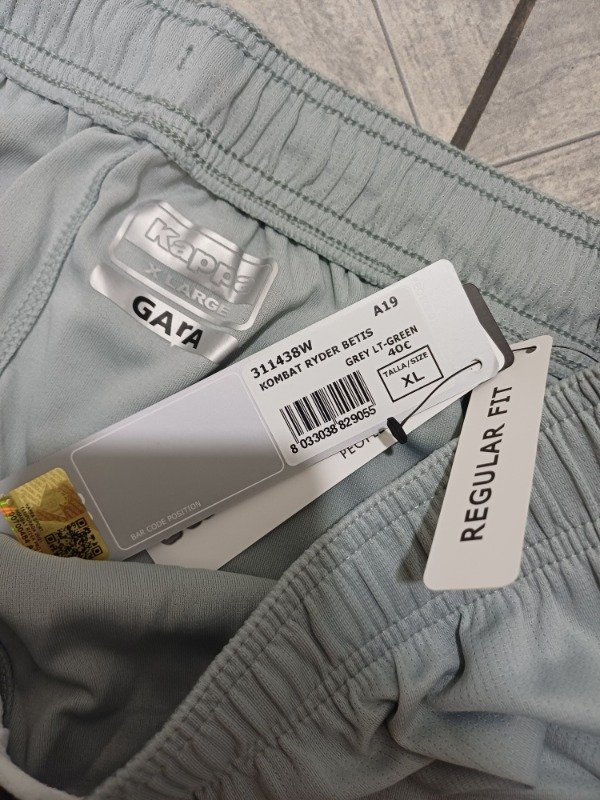 Kappa
X LARGE
GARA
A19
311438W
KOMBAT RYDER BETIS
GREY LT-GREEN
40€
TALLA/SIZE
XL
8 033038 829055
BAR CODE POSITION
PEOPL
REGULAR FIT